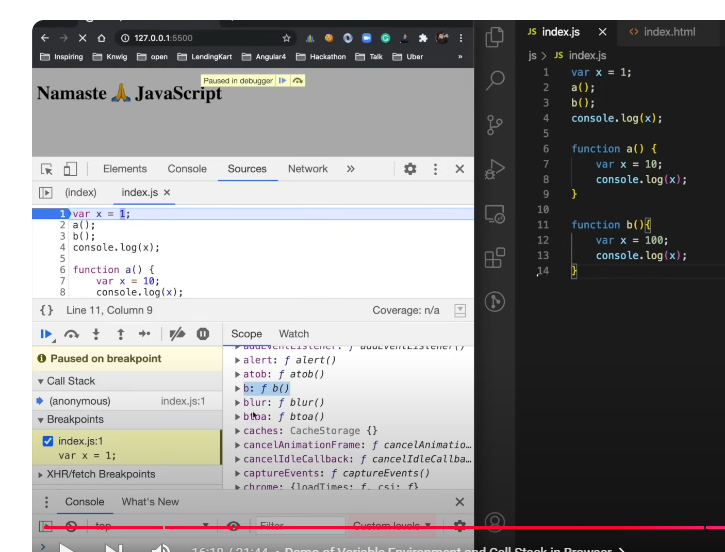 127.0.0.1:5500
Inspiring Knwig open LendingKart Angular4 Hackathon Talk Uber »
Paused in debugger
Namaste 🙏 JavaScript
Elements Console Sources Network »
(index) index.js ×
1 var x = 1;
2 a();
3 b();
4 console.log(x);
5
6 function a() {
7 var x = 10;
8 console.log(x);
{} Line 11, Column 9 Coverage: n/a
Scope Watch
Paused on breakpoint
Call Stack
(anonymous) index.js:1
Breakpoints
index.js:1
var x = 1;
XHR/fetch Breakpoints
addEventListener: ƒ addEventListener()
alert: ƒ alert()
atob: ƒ atob()
b: ƒ b()
blur: ƒ blur()
btoa: ƒ btoa()
caches: CacheStorage {}
cancelAnimationFrame: ƒ cancelAnimatio…
cancelIdleCallback: ƒ cancelIdleCallba…
captureEvents: ƒ captureEvents()
chrome: {loadTimes: ƒ, csi: ƒ}
Console What's New
top Filter Custom levels
16:18 / 21:44 • Demo of Variable Environment and Call Stack in Browser >
JS index.js × <> index.html
js > JS index.js
1 var x = 1;
2 a();
3 b();
4 console.log(x);
5
6 function a() {
7 var x = 10;
8 console.log(x);
9 }
10
11 function b(){
12 var x = 100;
13 console.log(x);
14 }